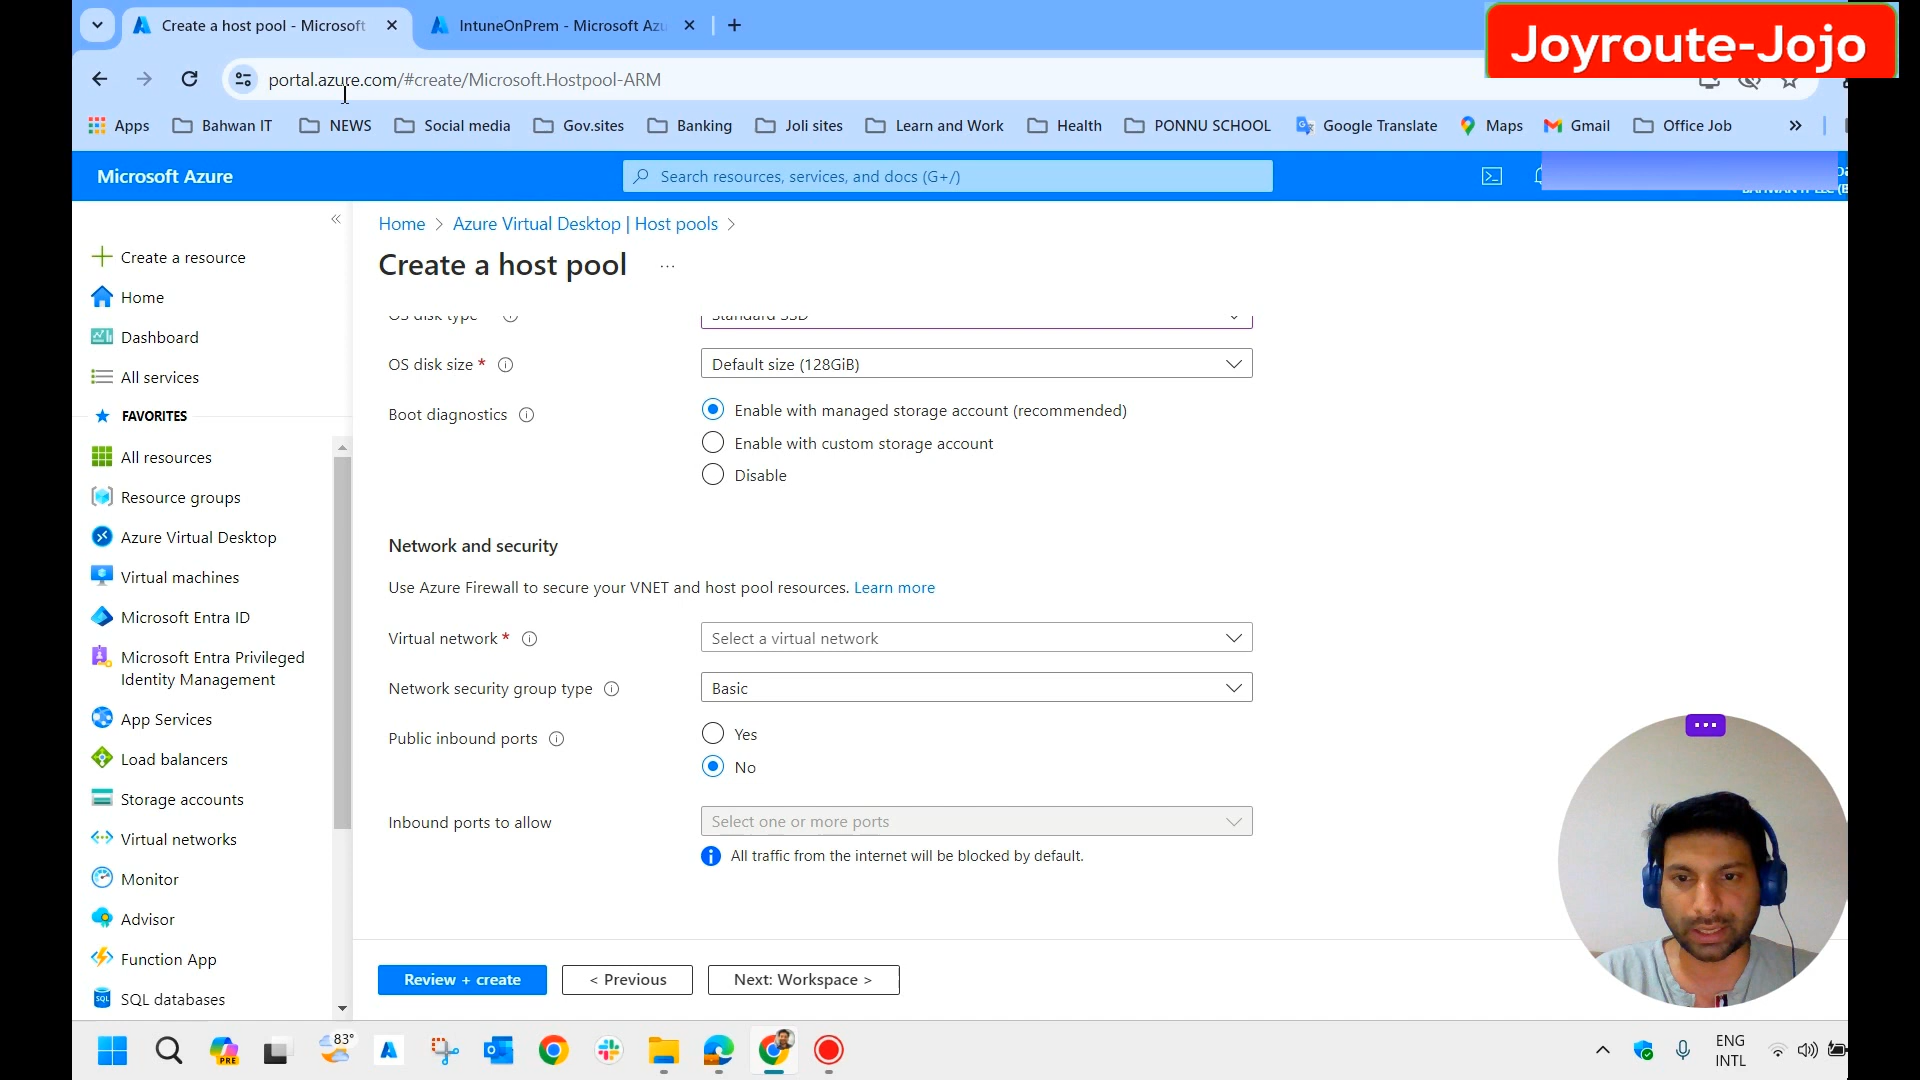 Create a host pool - Microsoft
IntuneOnPrem - Microsoft Azu
Joyroute-Jojo
portal.azure.com/#create/Microsoft.Hostpool-ARM
Apps
Bahwan IT
NEWS
Social media
Gov.sites
Banking
Joli sites
Learn and Work
Health
PONNU SCHOOL
Google Translate
Maps
Gmail
Office Job
Microsoft Azure
Search resources, services, and docs (G+/)
Home > Azure Virtual Desktop | Host pools >
Create a host pool ...
Create a resource
Home
Dashboard
All services
FAVORITES
All resources
Resource groups
Azure Virtual Desktop
Virtual machines
Microsoft Entra ID
Microsoft Entra Privileged
Identity Management
App Services
Load balancers
Storage accounts
Virtual networks
Monitor
Advisor
Function App
SQL databases
OS disk type
Standard SSD
OS disk size *
Default size (128GiB)
Boot diagnostics
Enable with managed storage account (recommended)
Enable with custom storage account
Disable
Network and security
Use Azure Firewall to secure your VNET and host pool resources. Learn more
Virtual network *
Select a virtual network
Network security group type
Basic
Public inbound ports
Yes
No
Inbound ports to allow
Select one or more ports
All traffic from the internet will be blocked by default.
Review + create
< Previous
Next: Workspace >
83°
PRE
ENG
INTL